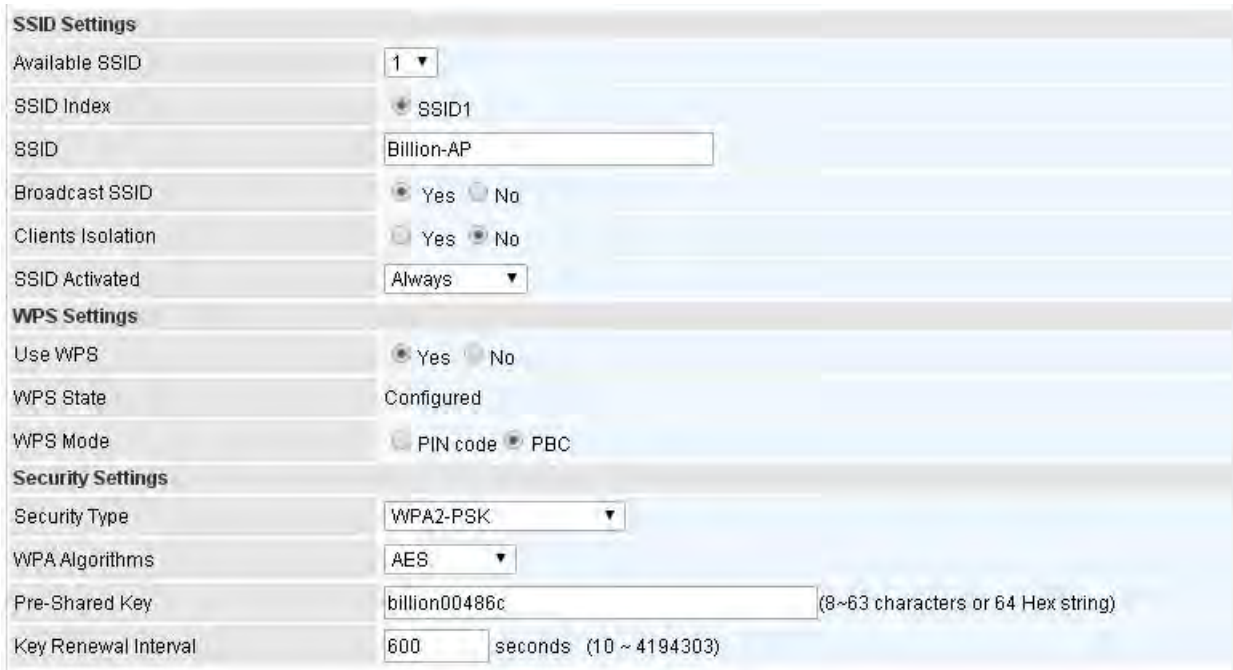 SSID Settings
Available SSID 1
SSID Index SSID1
SSID Billion-AP
Broadcast SSID Yes No
Clients Isolation Yes No
SSID Activated Always
WPS Settings
Use WPS Yes No
WPS State Configured
WPS Mode PIN code PBC
Security Settings
Security Type WPA2-PSK
WPA Algorithms AES
Pre-Shared Key billion00486c (8~63 characters or 64 Hex string)
Key Renewal Interval 600 seconds (10 ~ 4194303)